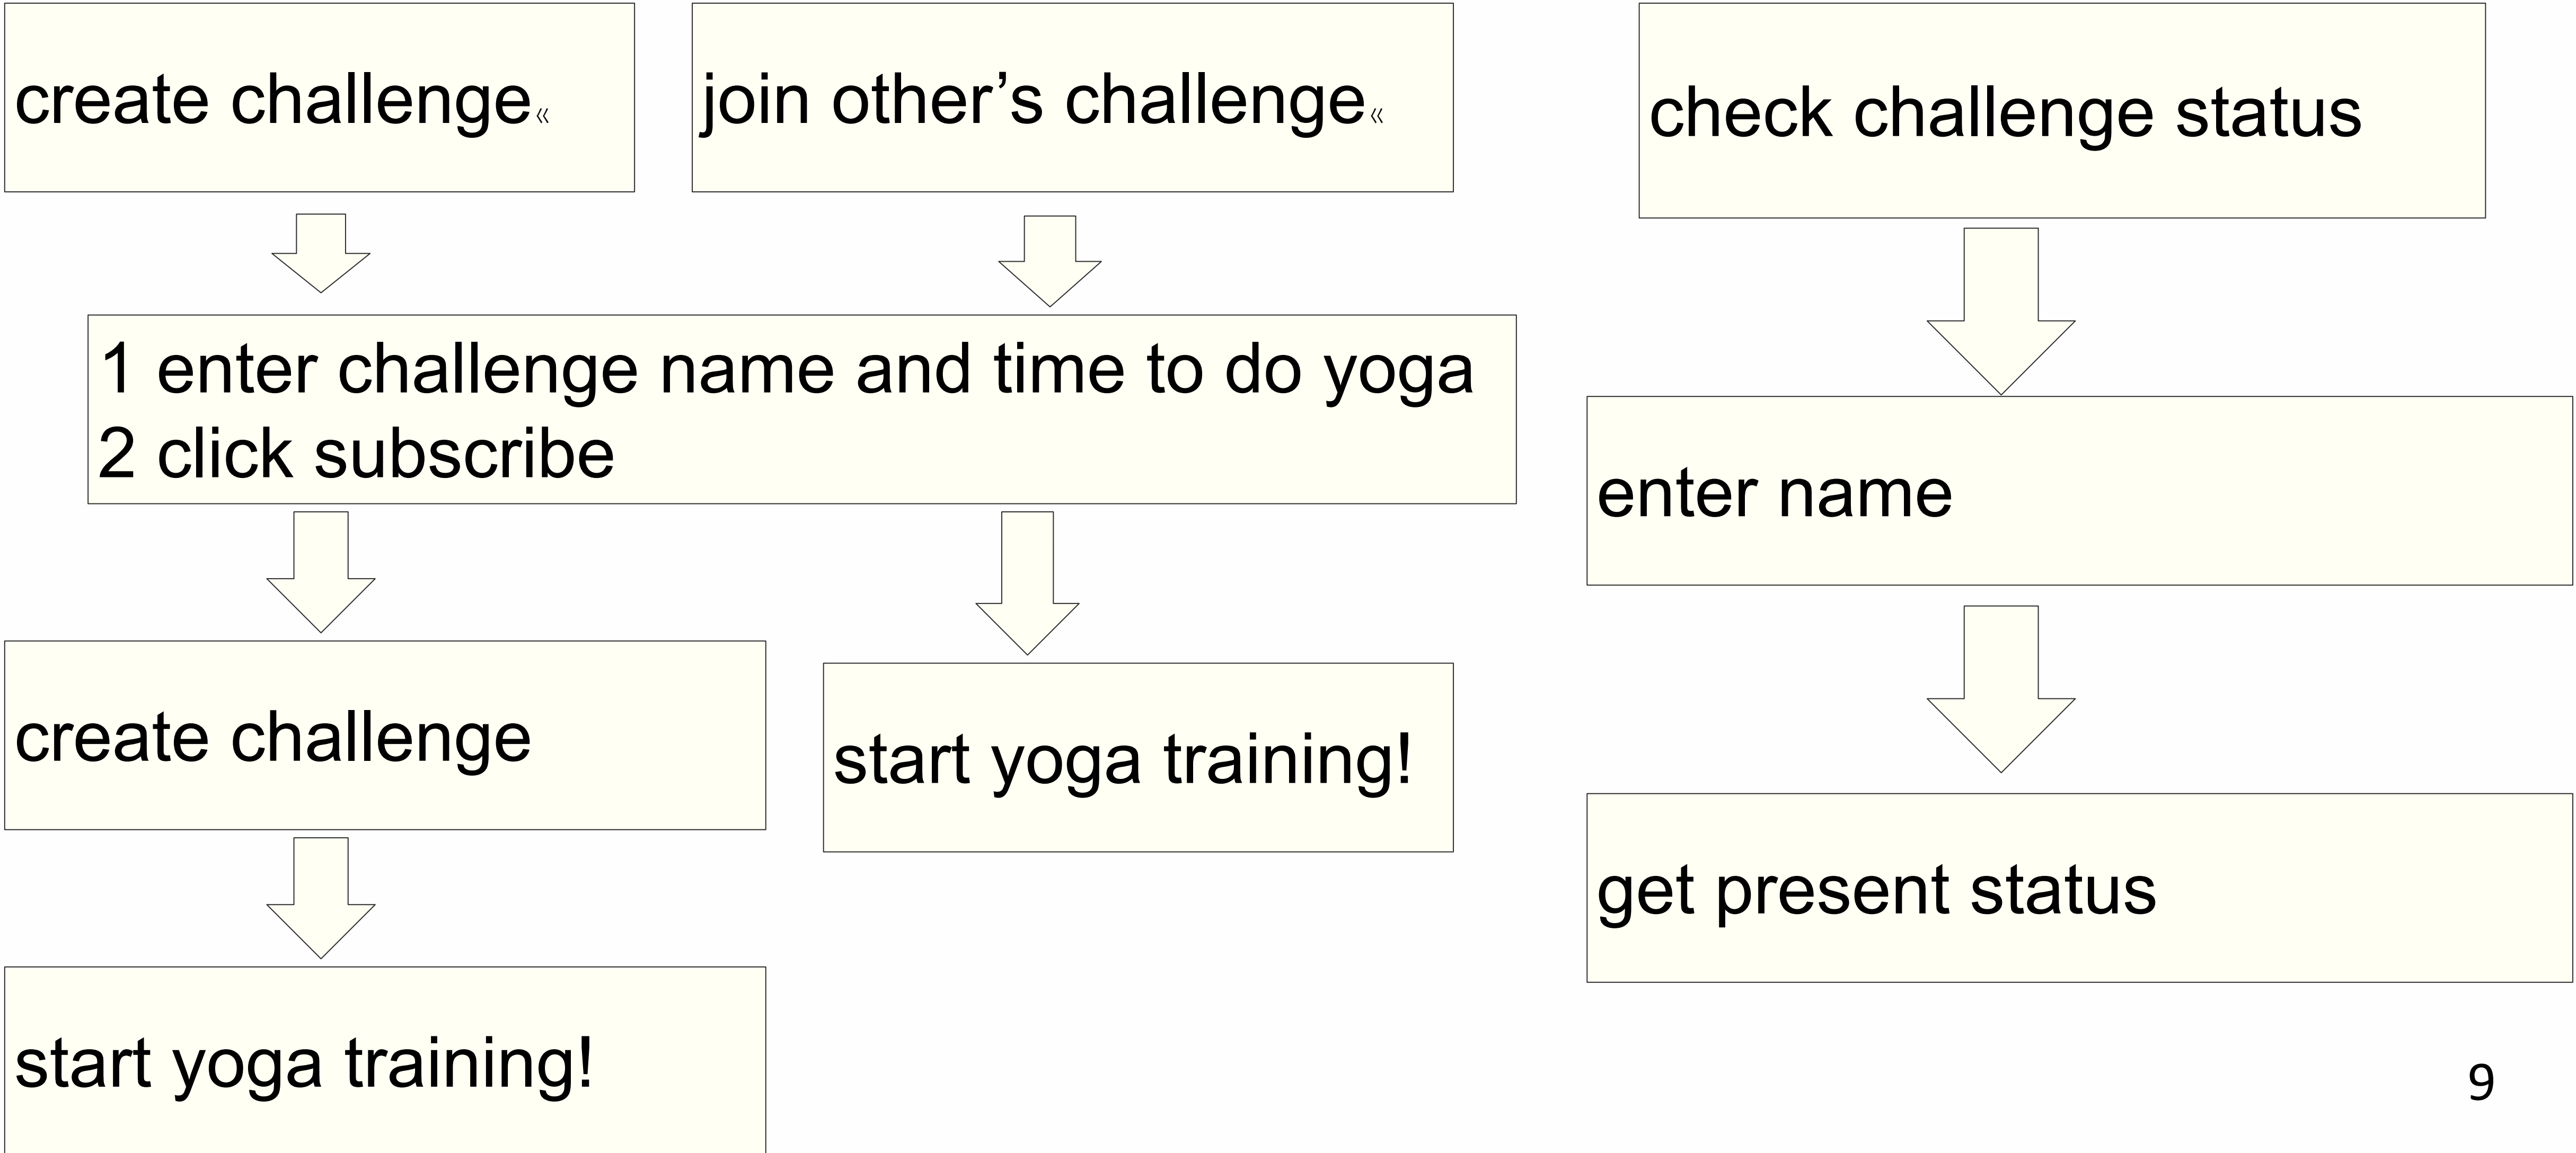 create challenge«
join other’s challenge«
check challenge status
1 enter challenge name and time to do yoga
2 click subscribe
enter name
create challenge
start yoga training!
get present status
start yoga training!
9